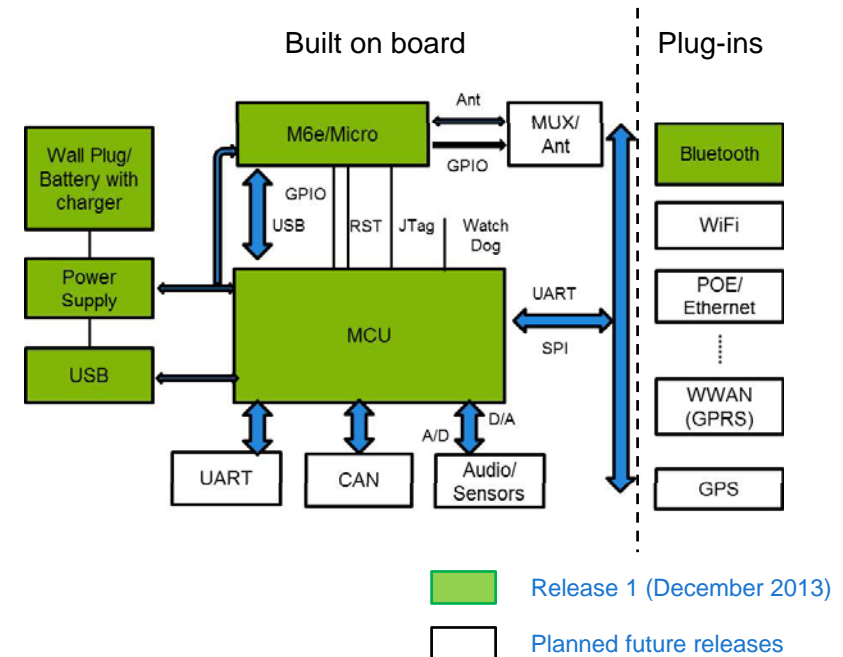 Built on board
Plug-ins
Ant
M6e/Micro
MUX/
Ant
GPIO
Wall Plug/
Battery with
charger
Bluetooth
GPIO
USB
RST
JTag
Watch
Dog
WiFi
Power
Supply
POE/
Ethernet
UART
MCU
SPI
USB
WWAN
(GPRS)
D/A
A/D
UART
CAN
Audio/
Sensors
GPS
Release 1 (December 2013)
Planned future releases